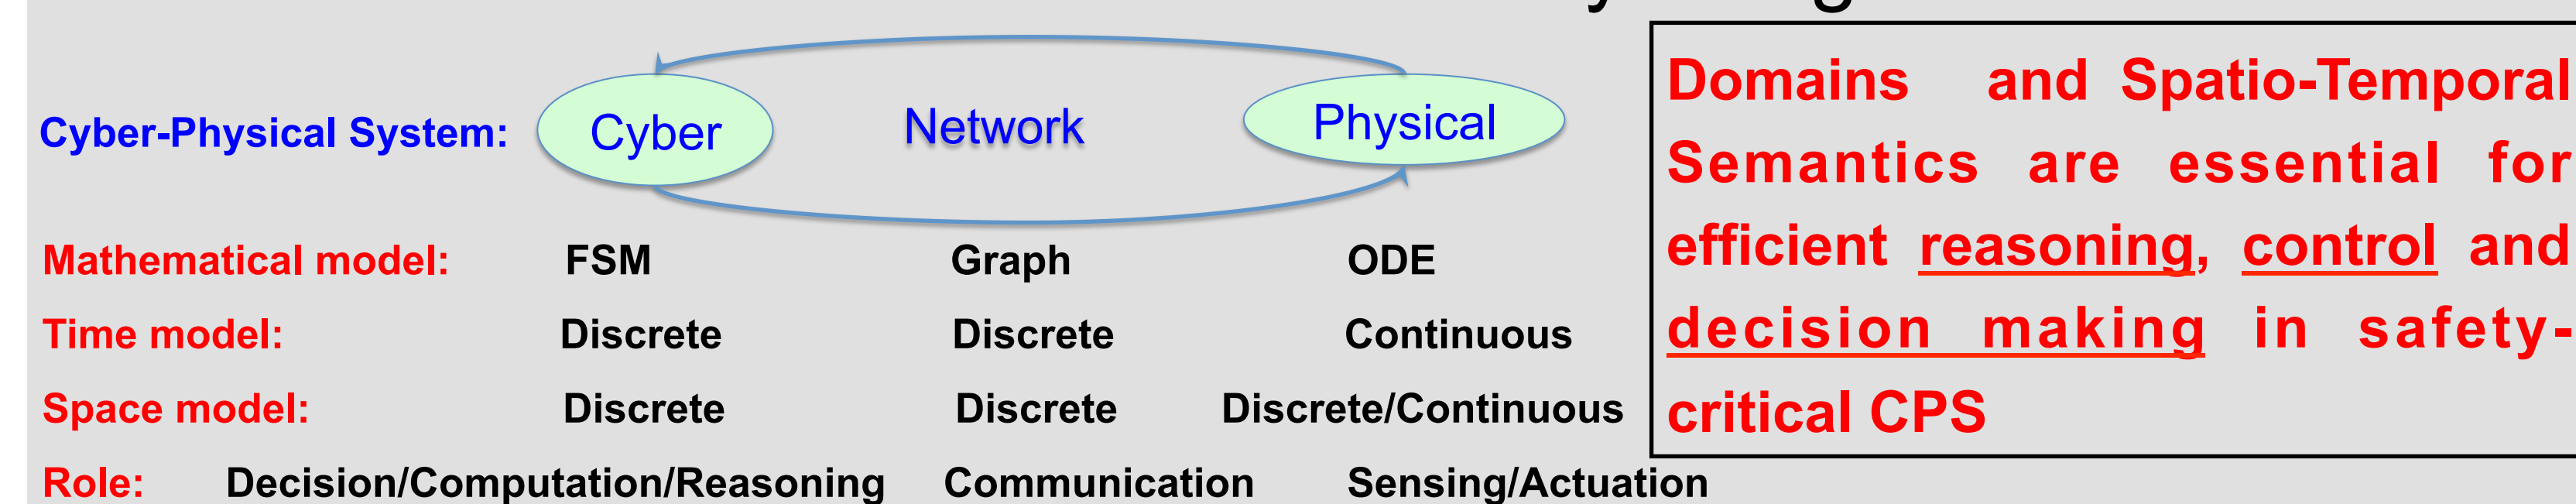 Cyber-Physical System: Cyber Network Physical
Mathematical model: FSM Graph ODE
Time model: Discrete Discrete Continuous
Space model: Discrete Discrete Discrete/Continuous
Role: Decision/Computation/Reasoning Communication Sensing/Actuation
Domains and Spatio-Temporal
Semantics are essential for
efficient reasoning, control and
decision making in safety-
critical CPS